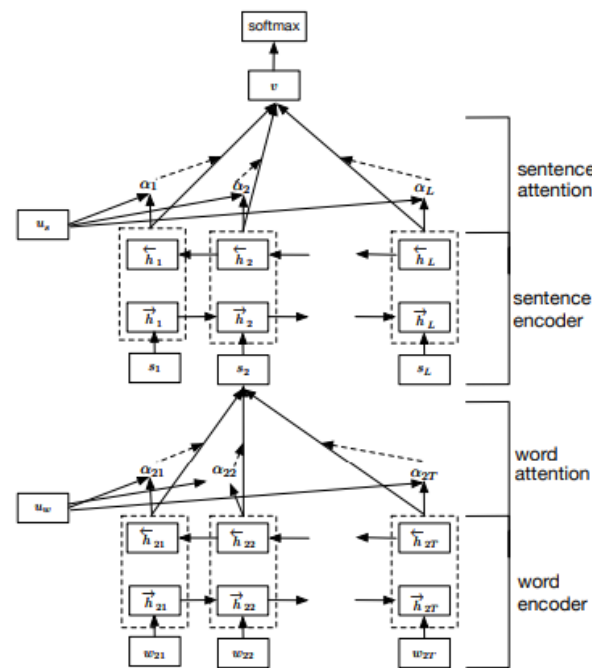 softmax
v
α1 α2 αL
sentence
attention
us
←h1 ←h2 ←hL
→h1 →h2 →hL
sentence
encoder
s1 s2 sL
α21 α22 α2T
word
attention
uw
←h21 ←h22 ←h2T
→h21 →h22 →h2T
word
encoder
w21 w22 w2T